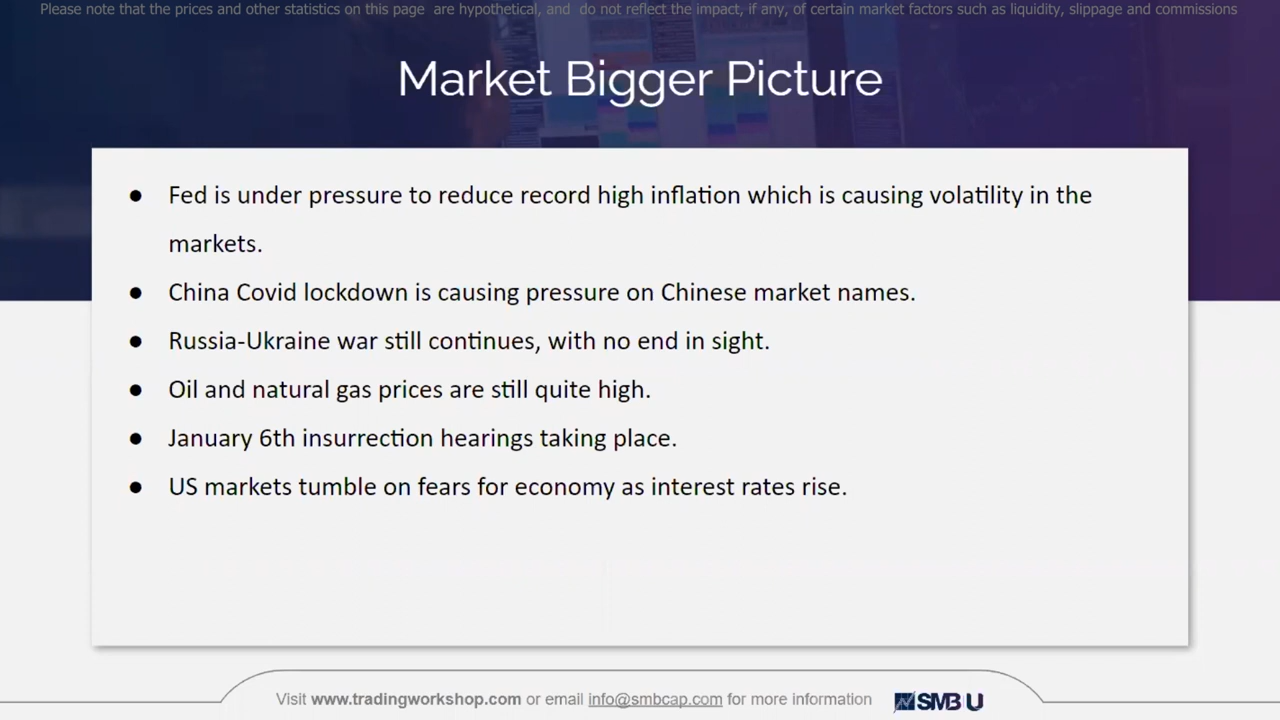 Please note that the prices and other statistics on this page  are hypothetical, and  do not reflect the impact, if any, of certain market factors such as liquidity, slippage and commissions
Market Bigger Picture
● Fed is under pressure to reduce record high inflation which is causing volatility in the
markets.
● China Covid lockdown is causing pressure on Chinese market names.
● Russia-Ukraine war still continues, with no end in sight.
● Oil and natural gas prices are still quite high.
● January 6th insurrection hearings taking place.
● US markets tumble on fears for economy as interest rates rise.
Visit www.tradingworkshop.com or email info@smbcap.com for more information SMB U